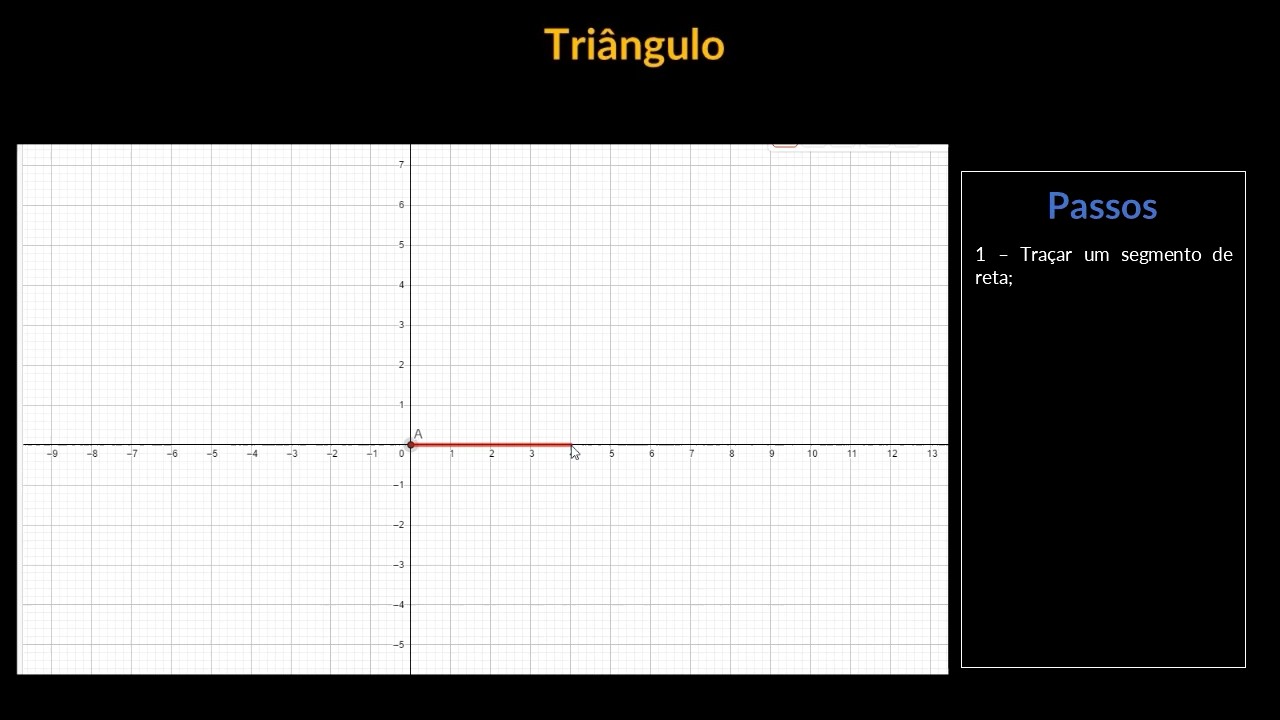 Triângulo
Passos
1 – Traçar um segmento de
reta;
7
6
5
4
3
2
1
A
–9 –8 –7 –6 –5 –4 –3 –2 –1 0 1 2 3 5 6 7 8 9 10 11 12 13
–1
–2
–3
–4
–5